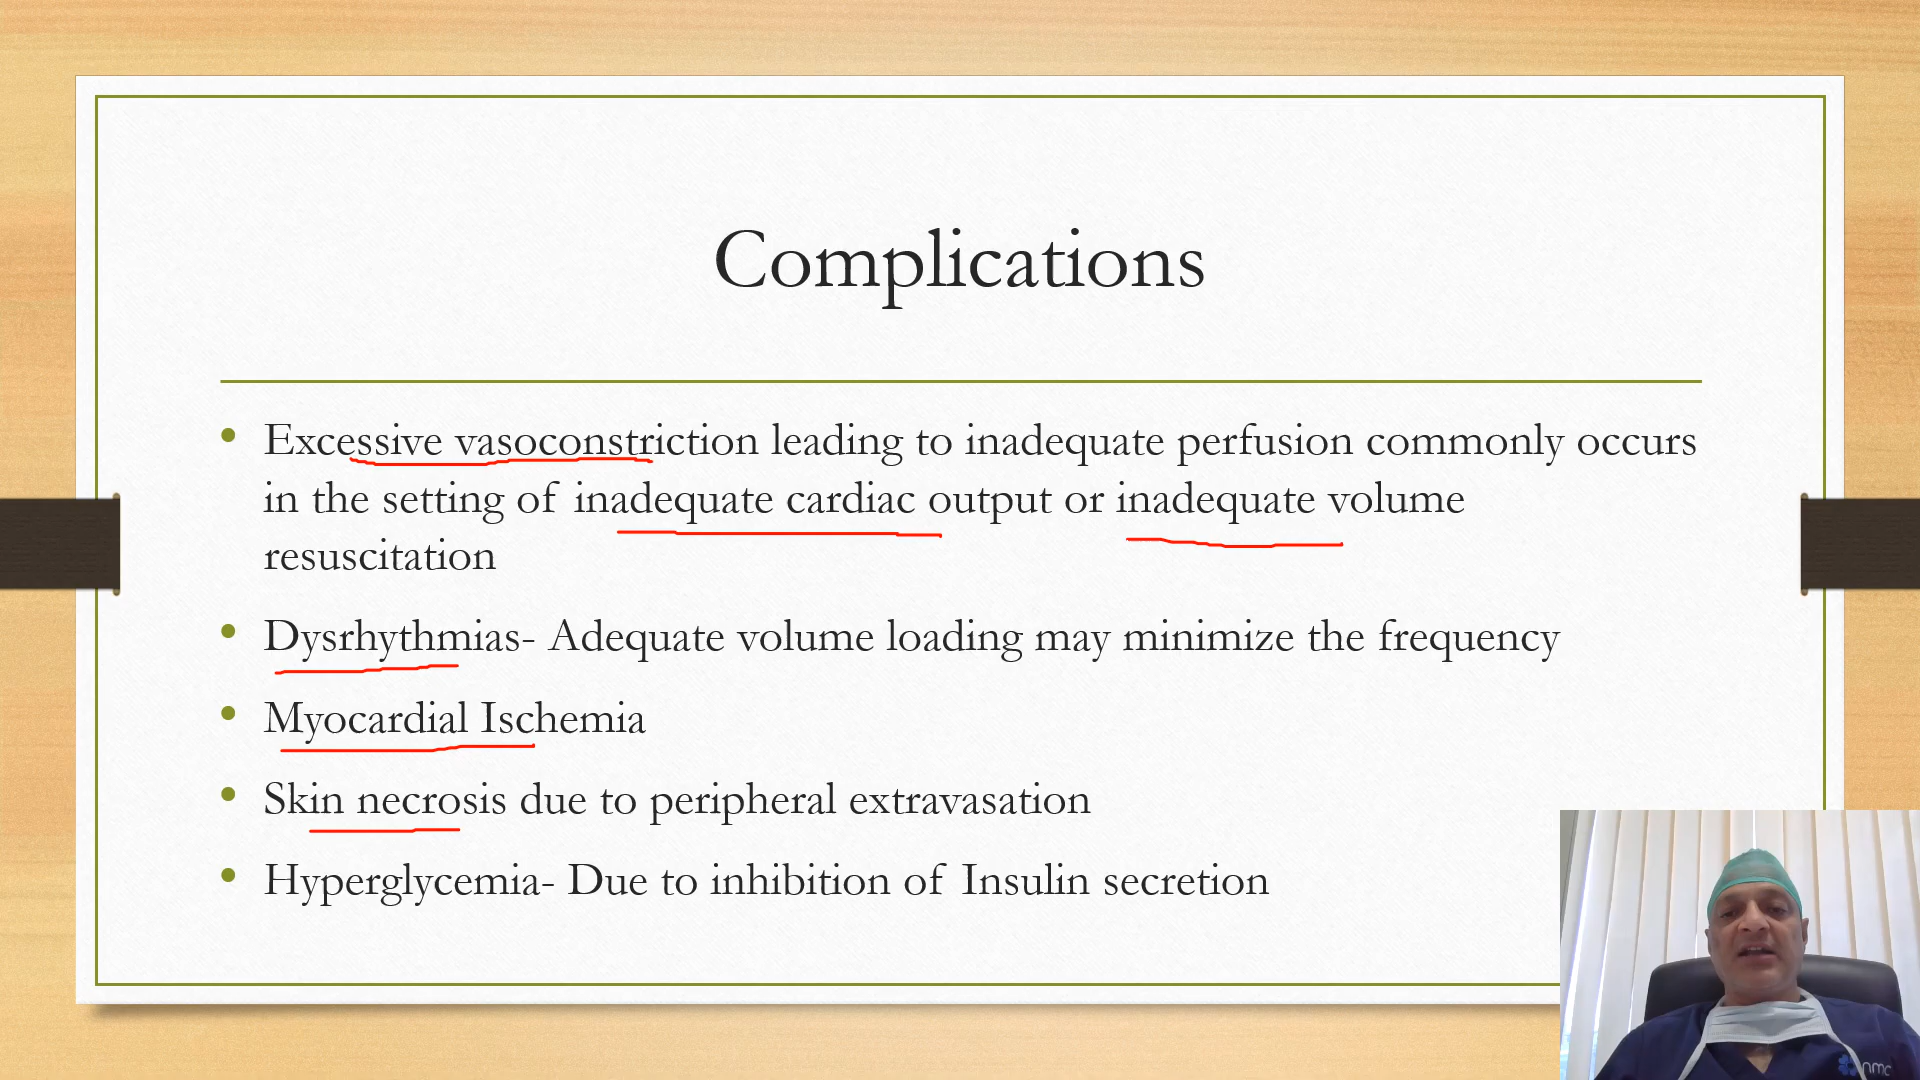 Complications
• Excessive vasoconstriction leading to inadequate perfusion commonly occurs
in the setting of inadequate cardiac output or inadequate volume
resuscitation
• Dysrhythmias- Adequate volume loading may minimize the frequency
• Myocardial Ischemia
• Skin necrosis due to peripheral extravasation
• Hyperglycemia- Due to inhibition of Insulin secretion
nmc